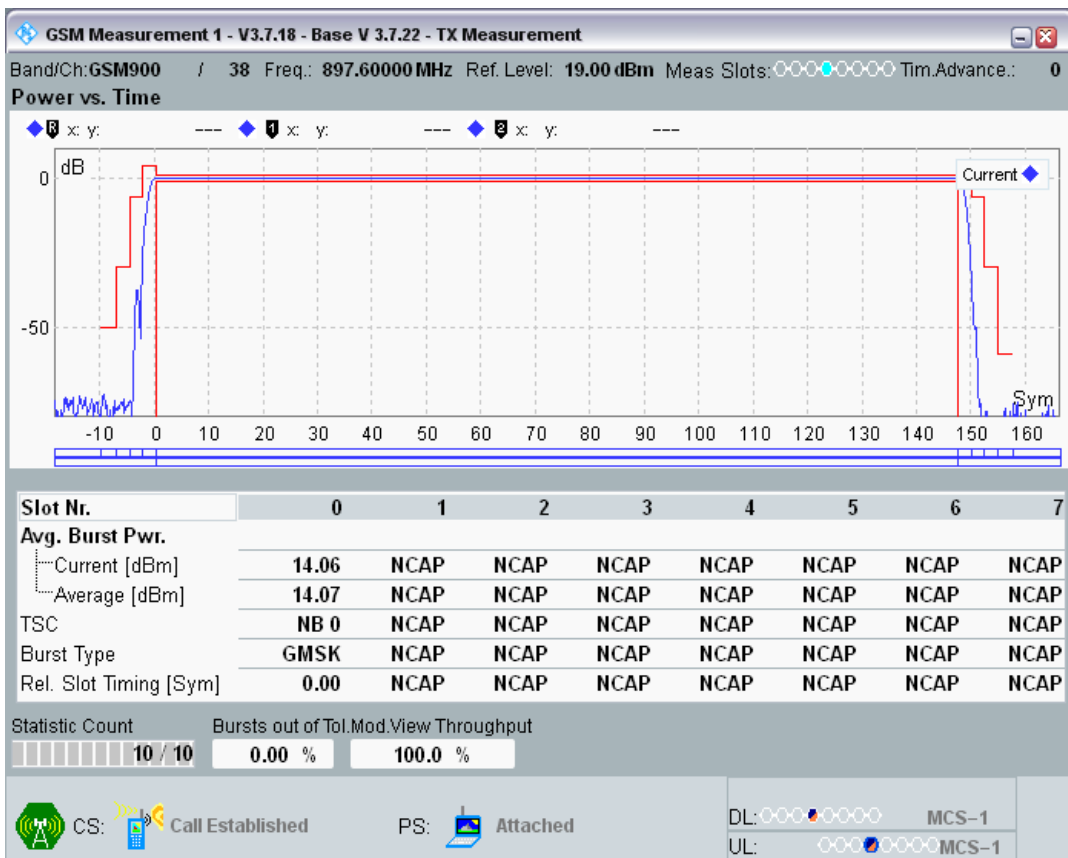 GSM Measurement 1 - V3.7.18 - Base V 3.7.22 - TX Measurement
Band/Ch:GSM900 / 38 Freq.: 897.60000 MHz Ref. Level: 19.00 dBm Meas Slots: Tim.Advance.: 0
Power vs. Time
R x: y: --- 1 x: y: --- 2 x: y: ---
dB
Current
0
-50
Sym
-10 0 10 20 30 40 50 60 70 80 90 100 110 120 130 140 150 160
Slot Nr. 0 1 2 3 4 5 6 7
Avg. Burst Pwr.
Current [dBm] 14.06 NCAP NCAP NCAP NCAP NCAP NCAP NCAP
Average [dBm] 14.07 NCAP NCAP NCAP NCAP NCAP NCAP NCAP
TSC NB 0 NCAP NCAP NCAP NCAP NCAP NCAP NCAP
Burst Type GMSK NCAP NCAP NCAP NCAP NCAP NCAP NCAP
Rel. Slot Timing [Sym] 0.00 NCAP NCAP NCAP NCAP NCAP NCAP NCAP
Statistic Count Bursts out of Tol.Mod.View Throughput
10 / 10 0.00 % 100.0 %
CS: Call Established PS: Attached
DL: MCS-1
UL: MCS-1